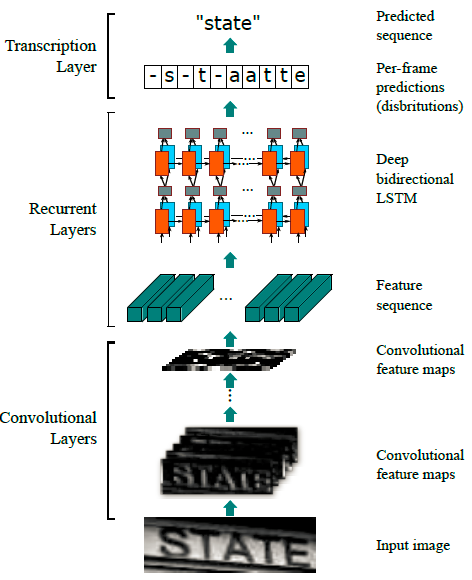 "state"
Predicted
sequence
Transcription
Layer
-s-t-aatte
Per-frame
predictions
(disbritutions)
...
...
Deep
bidirectional
LSTM
Recurrent
Layers
...
Feature
sequence
Convolutional
feature maps
Convolutional
Layers
STATE
Convolutional
feature maps
STATE
Input image